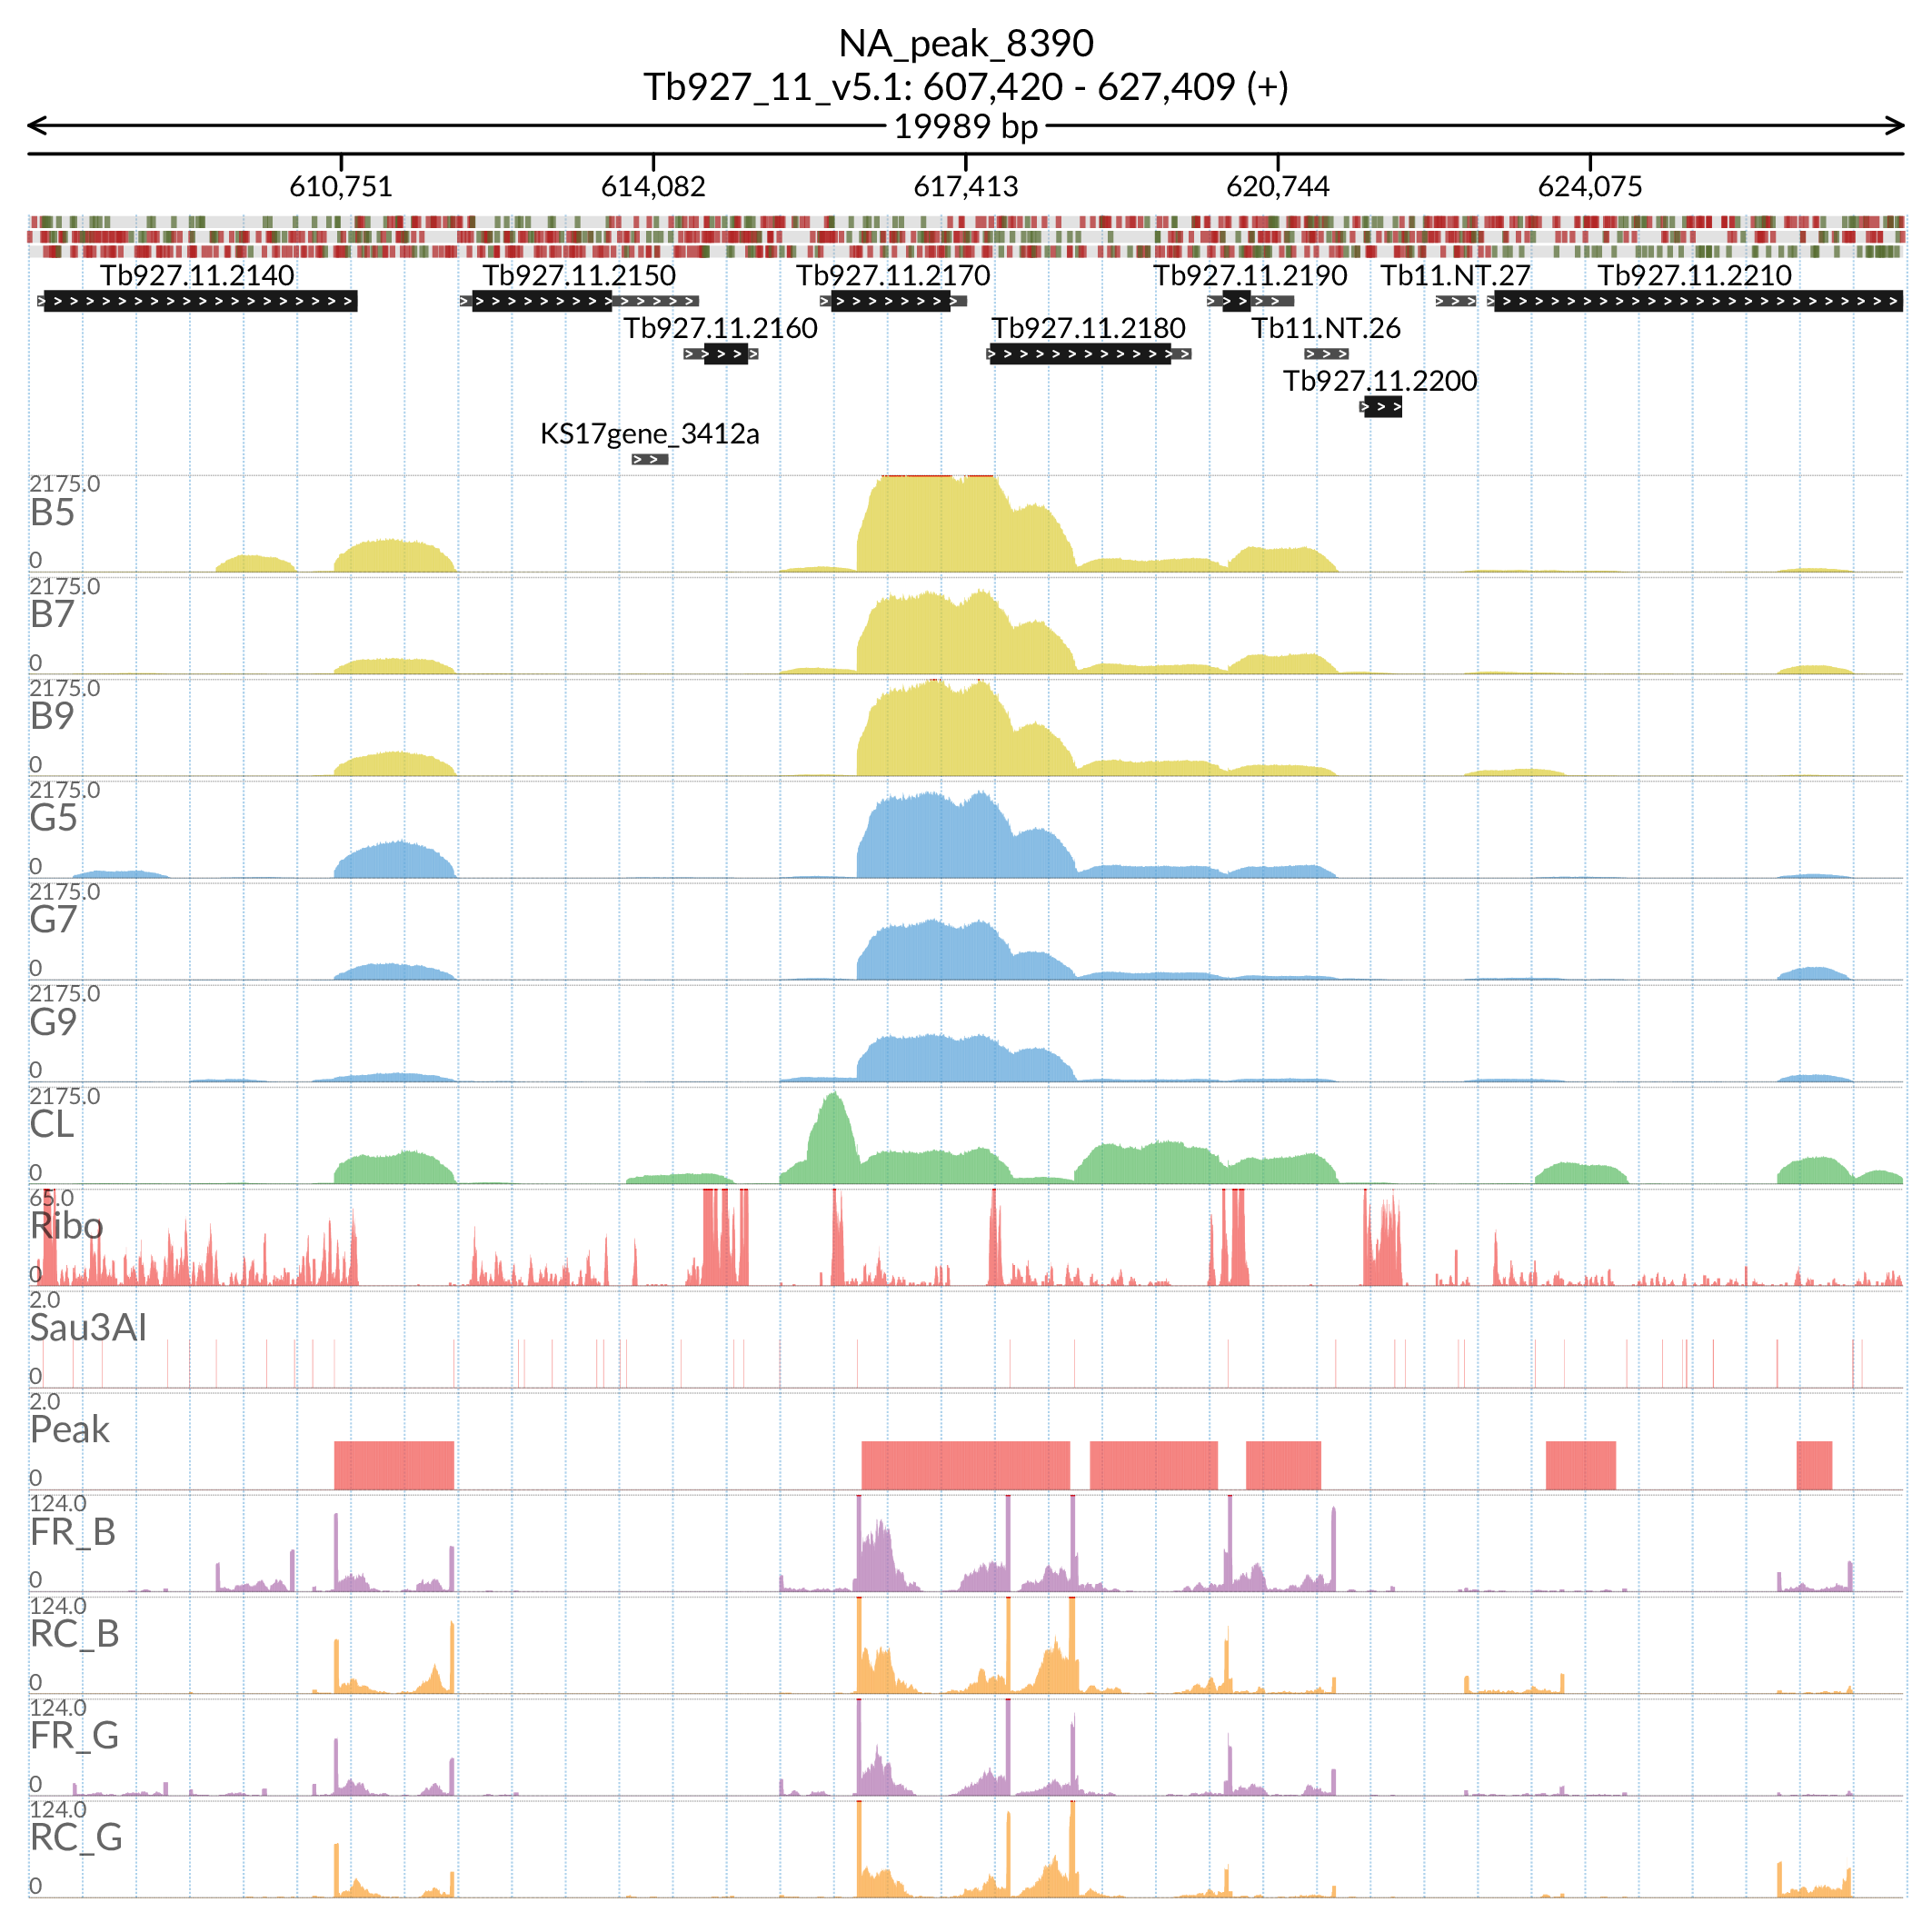 NA_peak_8390
Tb927_11_v5.1: 607,420 - 627,409 (+)
19989 bp
610,751 614,082 617,413 620,744 624,075
Tb927.11.2140 Tb927.11.2150 Tb927.11.2170 Tb927.11.2190 Tb11.NT.27 Tb927.11.2210
Tb927.11.2160 Tb927.11.2180 Tb11.NT.26
Tb927.11.2200
KS17gene_3412a
2175.0
B5
0
2175.0
B7
0
2175.0
B9
0
2175.0
G5
0
2175.0
G7
0
2175.0
G9
0
2175.0
CL
0
65.0
Ribo
0
2.0
Sau3AI
0
2.0
Peak
0
124.0
FR_B
0
124.0
RC_B
0
124.0
FR_G
0
124.0
RC_G
0